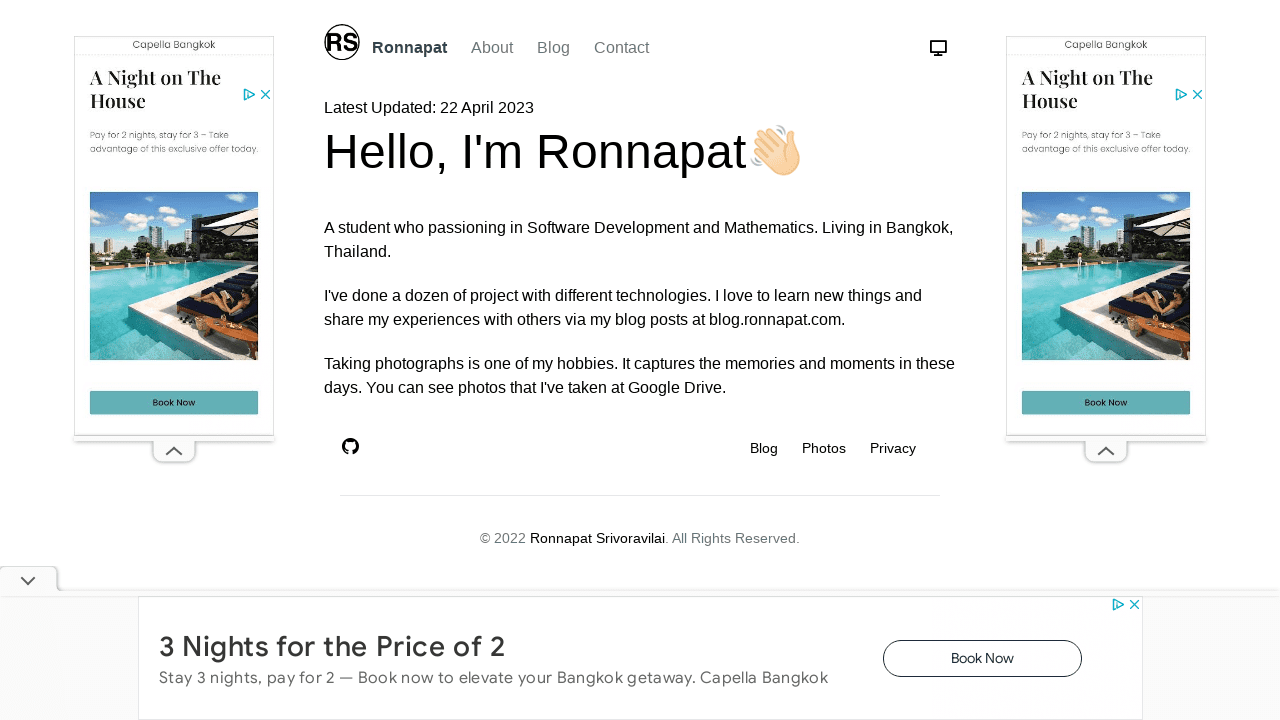 RS Ronnapat About Blog Contact
Latest Updated: 22 April 2023
Hello, I'm Ronnapat
A student who passioning in Software Development and Mathematics. Living in Bangkok,
Thailand.
I've done a dozen of project with different technologies. I love to learn new things and
share my experiences with others via my blog posts at blog.ronnapat.com.
Taking photographs is one of my hobbies. It captures the memories and moments in these
days. You can see photos that I've taken at Google Drive.
Blog Photos Privacy
© 2022 Ronnapat Srivoravilai. All Rights Reserved.
Capella Bangkok
A Night on The
House
Pay for 2 nights, stay for 3 – Take
advantage of this exclusive offer today.
Book Now
Capella Bangkok
A Night on The
House
Pay for 2 nights, stay for 3 – Take
advantage of this exclusive offer today.
Book Now
3 Nights for the Price of 2
Stay 3 nights, pay for 2 — Book now to elevate your Bangkok getaway. Capella Bangkok
Book Now